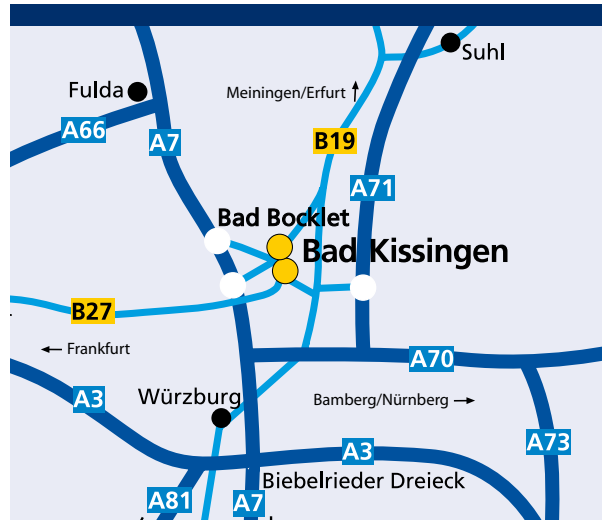 Suhl
Fulda
Meiningen/Erfurt
A66
A7
B19
A71
Bad Bocklet
Bad Kissingen
B27
Frankfurt
A70
A3
Würzburg
Bamberg/Nürnberg
A73
A3
Biebelrieder Dreieck
A81
A7